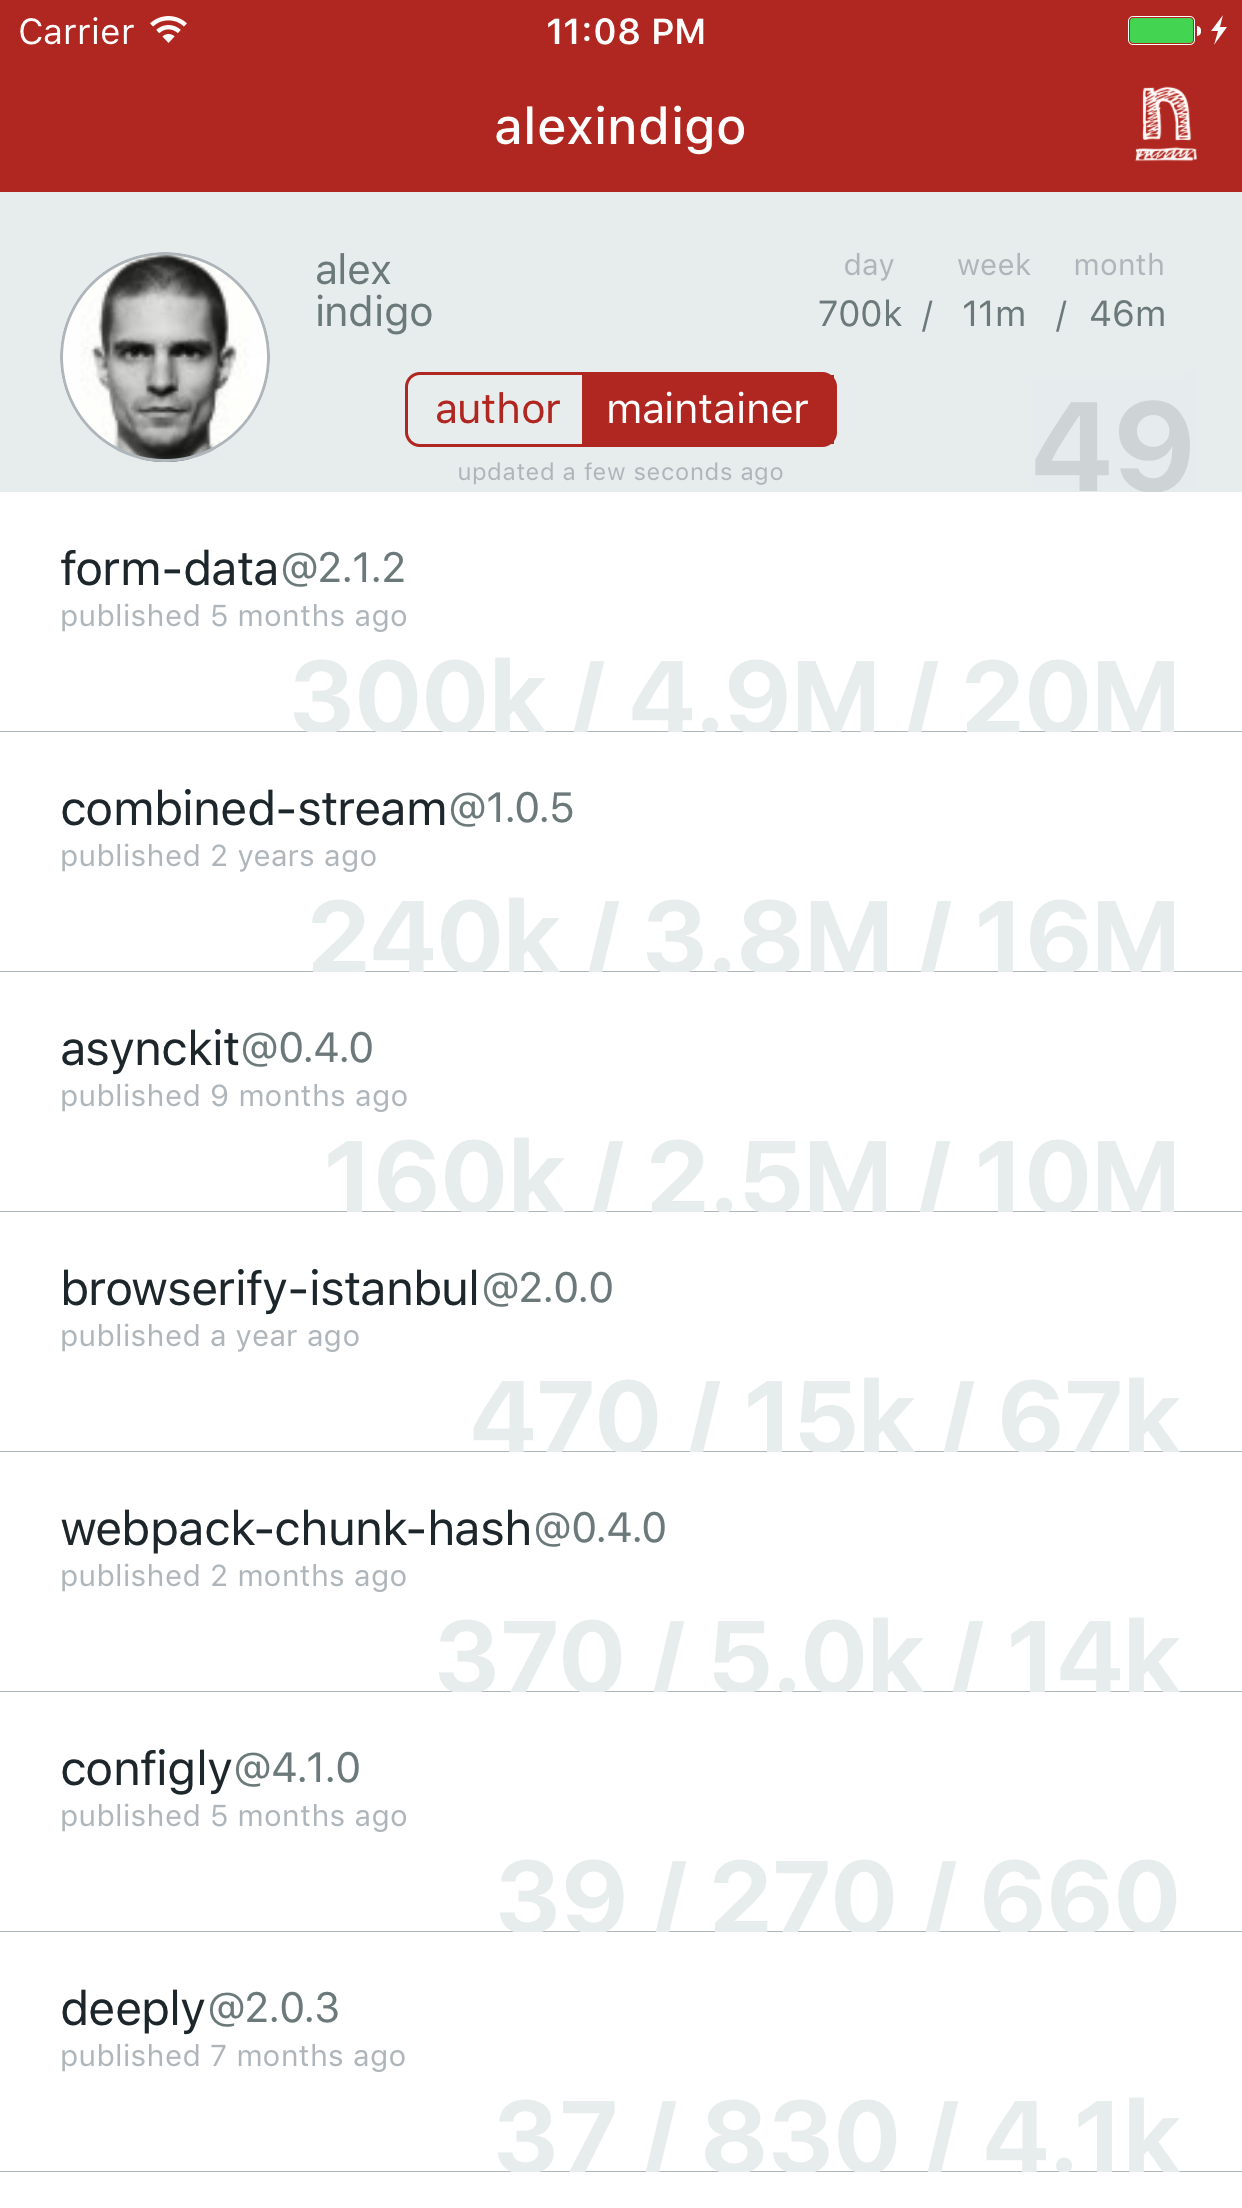 Carrier 11:08 PM
alexindigo
n
alex
indigo
day week month
700k / 11m / 46m
author maintainer
updated a few seconds ago
49
form-data@2.1.2
published 5 months ago
300k / 4.9M / 20M
combined-stream@1.0.5
published 2 years ago
240k / 3.8M / 16M
asynckit@0.4.0
published 9 months ago
160k / 2.5M / 10M
browserify-istanbul@2.0.0
published a year ago
470 / 15k / 67k
webpack-chunk-hash@0.4.0
published 2 months ago
370 / 5.0k / 14k
configly@4.1.0
published 5 months ago
39 / 270 / 660
deeply@2.0.3
published 7 months ago
37 / 830 / 4.1k